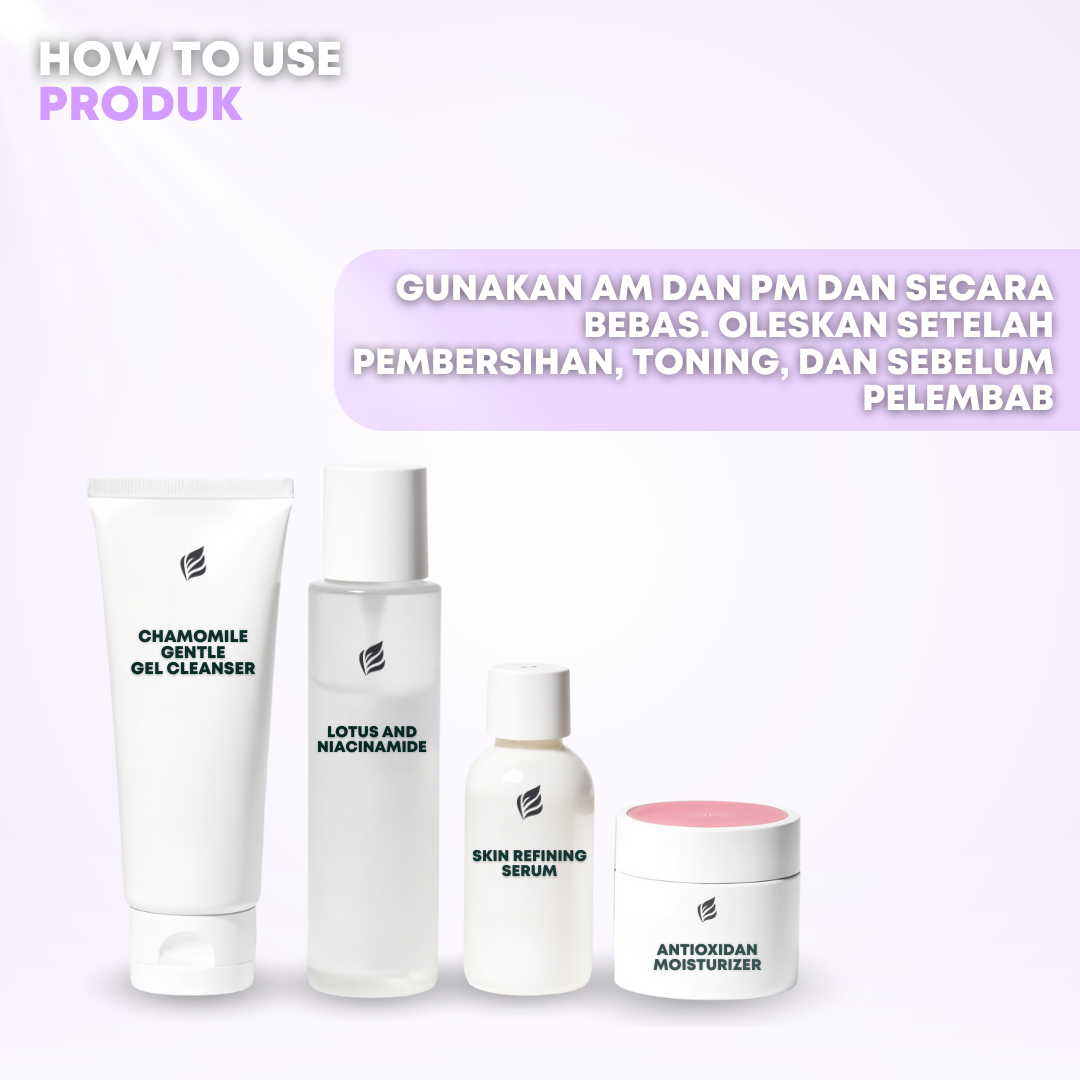 HOW TO USE
PRODUK
GUNAKAN AM DAN PM DAN SECARA
BEBAS. OLESKAN SETELAH
PEMBERSIHAN, TONING, DAN SEBELUM
PELEMBAB
CHAMOMILE
GENTLE
GEL CLEANSER
LOTUS AND
NIACINAMIDE
SKIN REFINING
SERUM
ANTIOXIDAN
MOISTURIZER